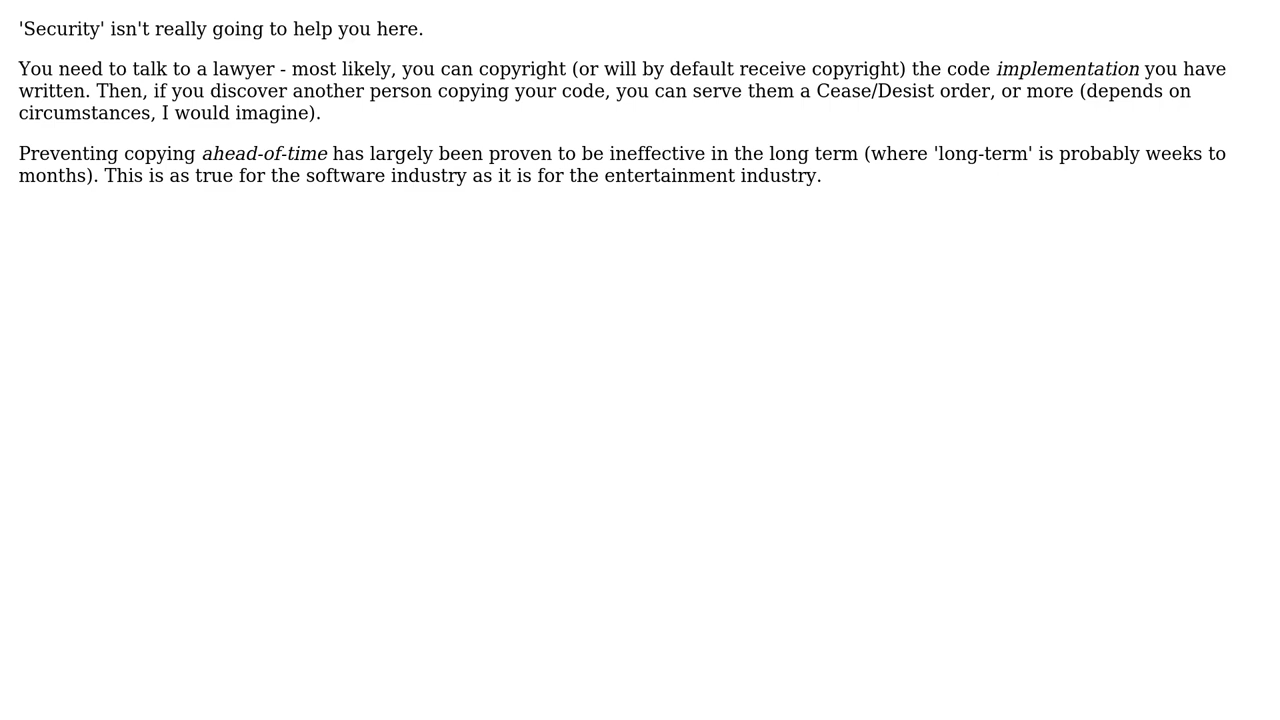 'Security' isn't really going to help you here.
You need to talk to a lawyer - most likely, you can copyright (or will by default receive copyright) the code implementation you have
written. Then, if you discover another person copying your code, you can serve them a Cease/Desist order, or more (depends on
circumstances, I would imagine).
Preventing copying ahead-of-time has largely been proven to be ineffective in the long term (where 'long-term' is probably weeks to
months). This is as true for the software industry as it is for the entertainment industry.